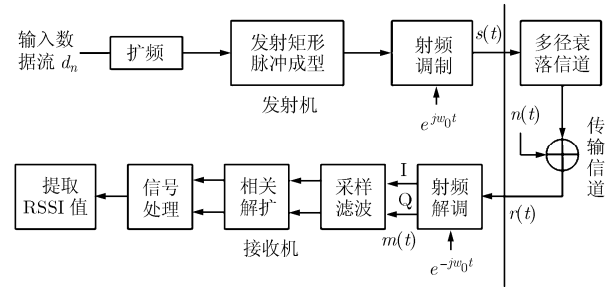 输入数
据流 dₙ
扩频
发射矩形
脉冲成型
发射机
射频
调制
e^{jw₀t}
s(t)
多径衰
落信道
n(t)
传输信道
提取
RSSI 值
信号
处理
相关
解扩
接收机
采样
滤波
I
Q
m(t)
射频
解调
e^{-jw₀t}
r(t)